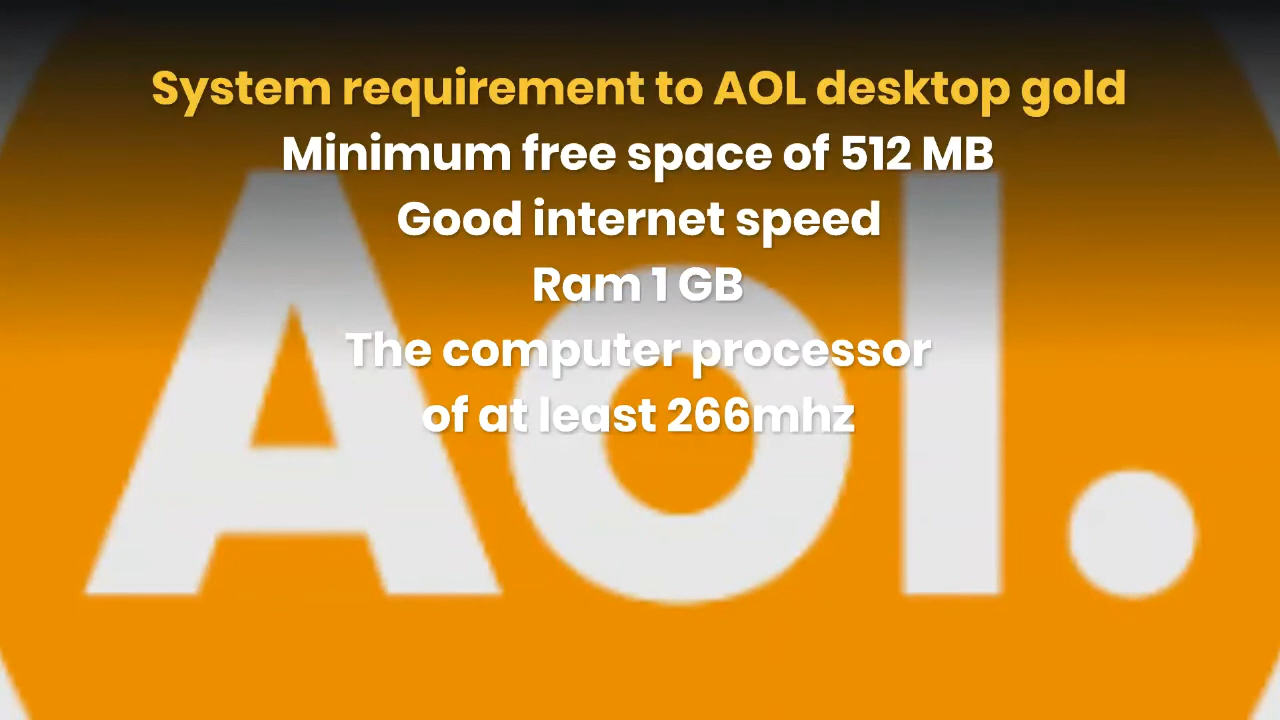 System requirement to AOL desktop gold
Minimum free space of 512 MB
Good internet speed
Ram 1 GB
The computer processor
of at least 266mhz
Aol.